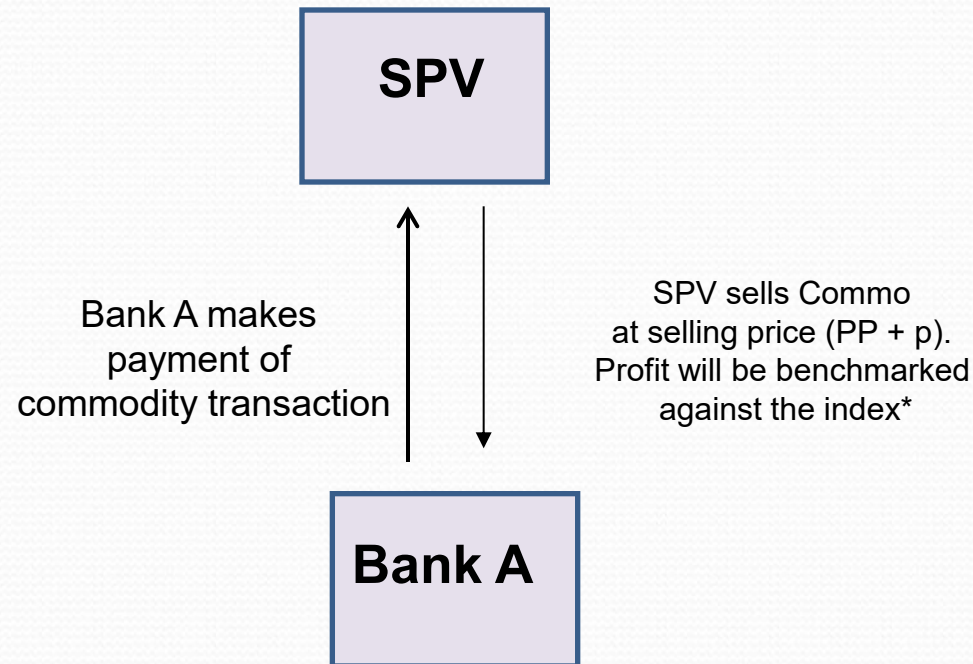 SPV
Bank A makes
payment of
commodity transaction
SPV sells Commo
at selling price (PP + p).
Profit will be benchmarked
against the index*
Bank A